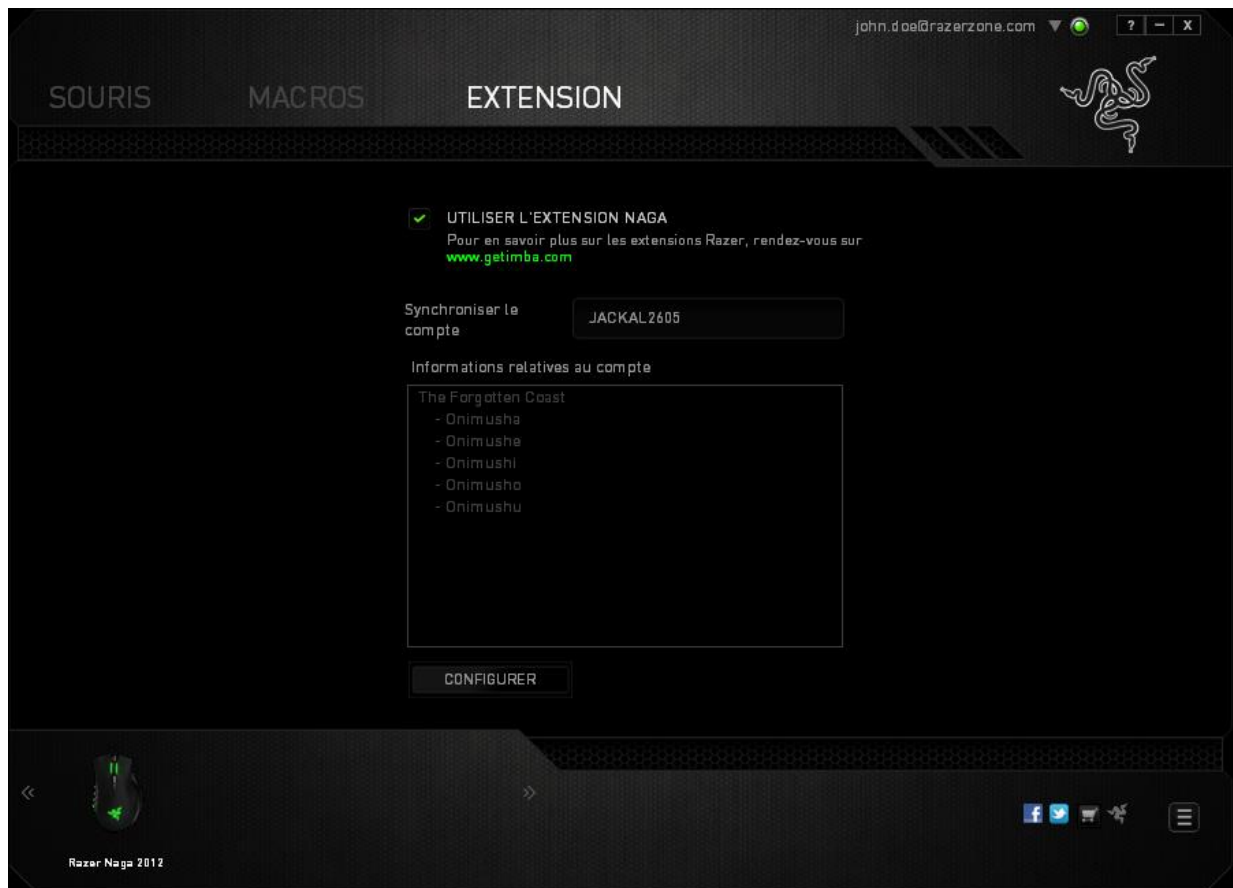 john.doe@razerzone.com
? – X
SOURIS MACROS EXTENSION
UTILISER L'EXTENSION NAGA
Pour en savoir plus sur les extensions Razer, rendez-vous sur
www.getimba.com
Synchroniser le
compte
JACKAL2605
Informations relatives au compte
The Forgotten Coast
- Onimusha
- Onimushe
- Onimushi
- Onimusho
- Onimushu
CONFIGURER
Razer Naga 2012